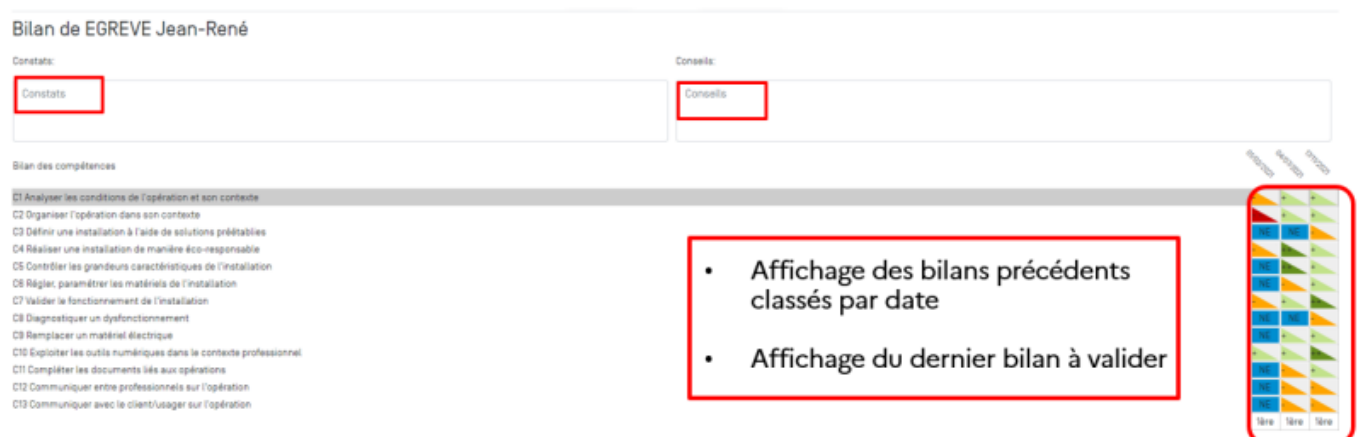 Bilan de EGREVE Jean-René
Constats:
Conseils:
Constats
Conseils
Bilan des compétences
04/03/2021
C1 Analyser les conditions de l'opération et son contexte
C2 Organiser l'opération dans son contexte
C3 Définir une installation à l'aide de solutions préétablies
NE NE
C4 Réaliser une installation de manière éco-responsable
C5 Contrôler les grandeurs caractéristiques de l'installation
NE
C6 Régler, paramétrer les matériels de l'installation
NE
C7 Valider le fonctionnement de l'installation
C8 Diagnostiquer un dysfonctionnement
NE NE
C9 Remplacer un matériel électrique
NE
C10 Exploiter les outils numériques dans le contexte professionnel
C11 Compléter les documents liés aux opérations
NE
C12 Communiquer entre professionnels sur l'opération
NE
C13 Communiquer avec le client/usager sur l'opération
NE
1ère 1ère 1ère
• Affichage des bilans précédents
classés par date
• Affichage du dernier bilan à valider